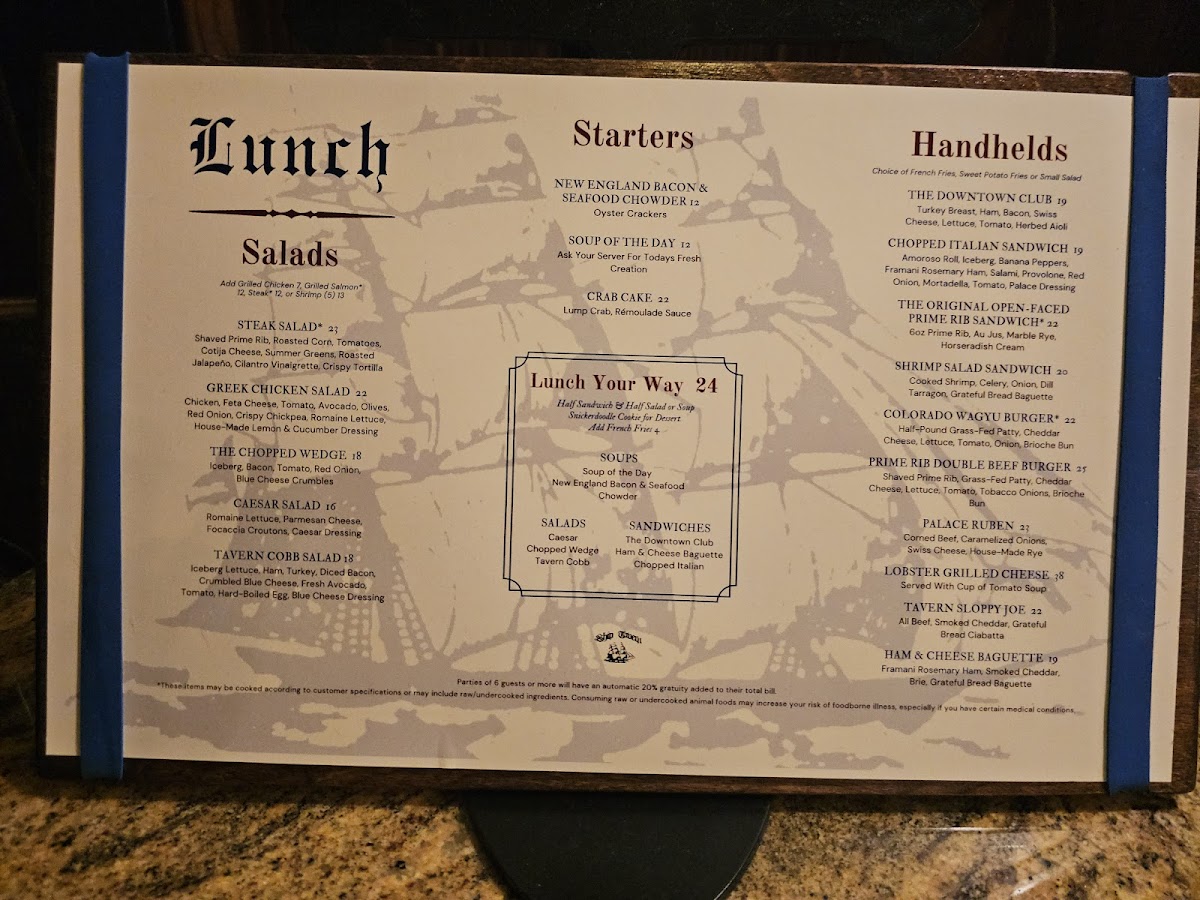 Lunch
Salads
Add Grilled Chicken 7, Grilled Salmon*
12, Steak* 12, or Shrimp (5) 13
STEAK SALAD* 23
Shaved Prime Rib, Roasted Corn, Tomatoes,
Cotija Cheese, Summer Greens, Roasted
Jalapeño, Cilantro Vinaigrette, Crispy Tortilla
GREEK CHICKEN SALAD 22
Chicken, Feta Cheese, Tomato, Avocado, Olives,
Red Onion, Crispy Chickpea, Romaine Lettuce,
House-Made Lemon & Cucumber Dressing
THE CHOPPED WEDGE 18
Iceberg, Bacon, Tomato, Red Onion,
Blue Cheese Crumbles
CAESAR SALAD 16
Romaine Lettuce, Parmesan Cheese,
Focaccia Croutons, Caesar Dressing
TAVERN COBB SALAD 18
Iceberg Lettuce, Ham, Turkey, Diced Bacon,
Crumbled Blue Cheese, Fresh Avocado,
Tomato, Hard-Boiled Egg, Blue Cheese Dressing
Starters
NEW ENGLAND BACON &
SEAFOOD CHOWDER 12
Oyster Crackers
SOUP OF THE DAY 12
Ask Your Server For Todays Fresh
Creation
CRAB CAKE 22
Lump Crab, Rémoulade Sauce
Lunch Your Way 24
Half Sandwich & Half Salad or Soup
Snickerdoodle Cookie for Dessert
Add French Fries 4
SOUPS
Soup of the Day
New England Bacon & Seafood
Chowder
SALADS
Caesar
Chopped Wedge
Tavern Cobb
SANDWICHES
The Downtown Club
Ham & Cheese Baguette
Chopped Italian
Ship Tavern
Handhelds
Choice of French Fries, Sweet Potato Fries or Small Salad
THE DOWNTOWN CLUB 19
Turkey Breast, Ham, Bacon, Swiss
Cheese, Lettuce, Tomato, Herbed Aioli
CHOPPED ITALIAN SANDWICH 19
Amoroso Roll, Iceberg, Banana Peppers,
Framani Rosemary Ham, Salami, Provolone, Red
Onion, Mortadella, Tomato, Palace Dressing
THE ORIGINAL OPEN-FACED
PRIME RIB SANDWICH* 22
6oz Prime Rib, Au Jus, Marble Rye,
Horseradish Cream
SHRIMP SALAD SANDWICH 20
Cooked Shrimp, Celery, Onion, Dill
Tarragon, Grateful Bread Baguette
COLORADO WAGYU BURGER* 22
Half-Pound Grass-Fed Patty, Cheddar
Cheese, Lettuce, Tomato, Onion, Brioche Bun
PRIME RIB DOUBLE BEEF BURGER 25
Shaved Prime Rib, Grass-Fed Patty, Cheddar
Cheese, Lettuce, Tomato, Tobacco Onions, Brioche
Bun
PALACE RUBEN 23
Corned Beef, Caramelized Onions,
Swiss Cheese, House-Made Rye
LOBSTER GRILLED CHEESE 38
Served With Cup of Tomato Soup
TAVERN SLOPPY JOE 22
All Beef, Smoked Cheddar, Grateful
Bread Ciabatta
HAM & CHEESE BAGUETTE 19
Framani Rosemary Ham, Smoked Cheddar,
Brie, Grateful Bread Baguette
Parties of 6 guests or more will have an automatic 20% gratuity added to their total bill.
*These items may be cooked according to customer specifications or may include raw/undercooked ingredients. Consuming raw or undercooked animal foods may increase your risk of foodborne illness, especially if you have certain medical conditions.